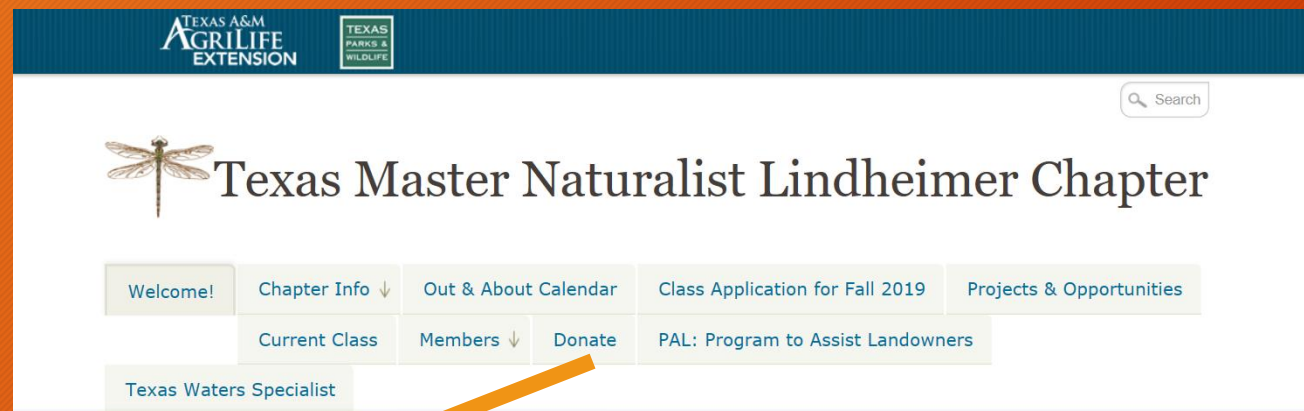 TEXAS A&M
AGRILIFE
EXTENSION
TEXAS
PARKS &
WILDLIFE
Search
Texas Master Naturalist Lindheimer Chapter
Welcome! Chapter Info ↓ Out & About Calendar Class Application for Fall 2019 Projects & Opportunities
Current Class Members ↓ Donate PAL: Program to Assist Landowners
Texas Waters Specialist